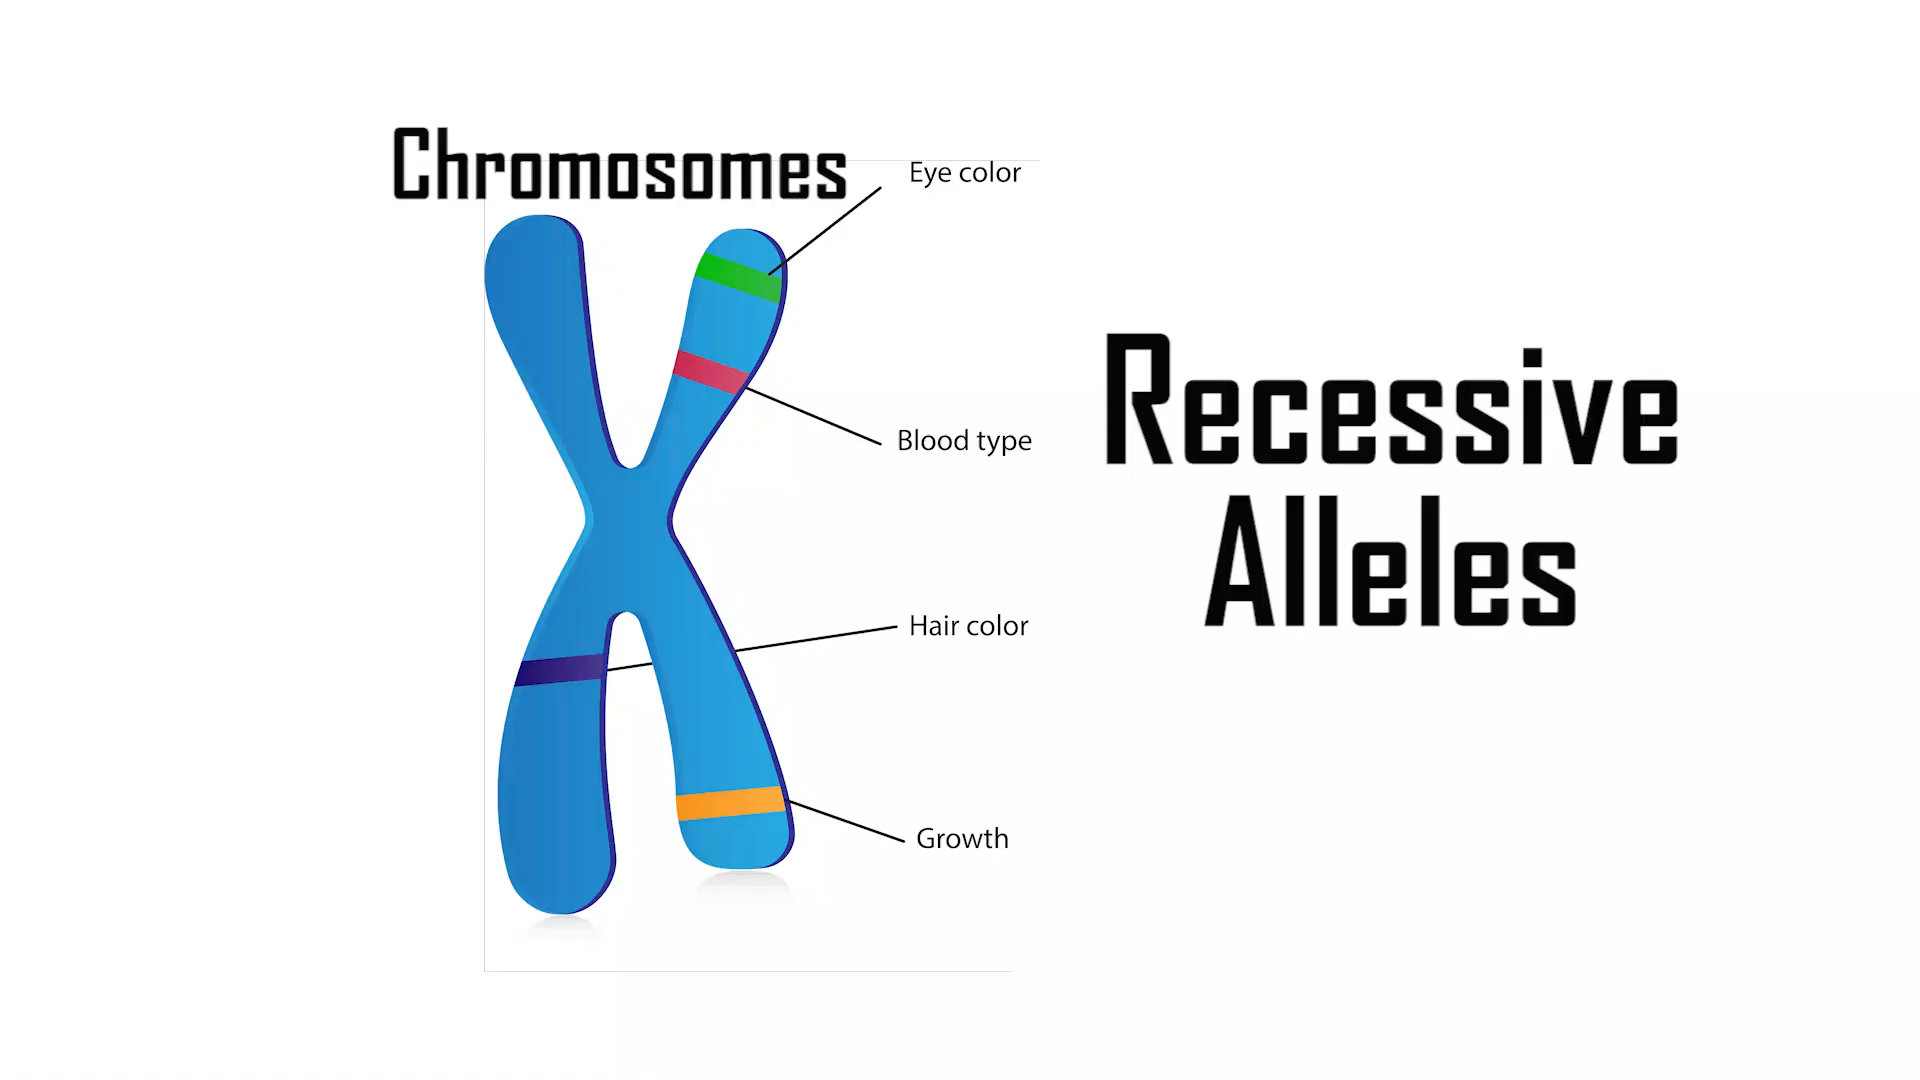 Chromosomes
Eye color
Blood type
Hair color
Growth
Recessive
Alleles